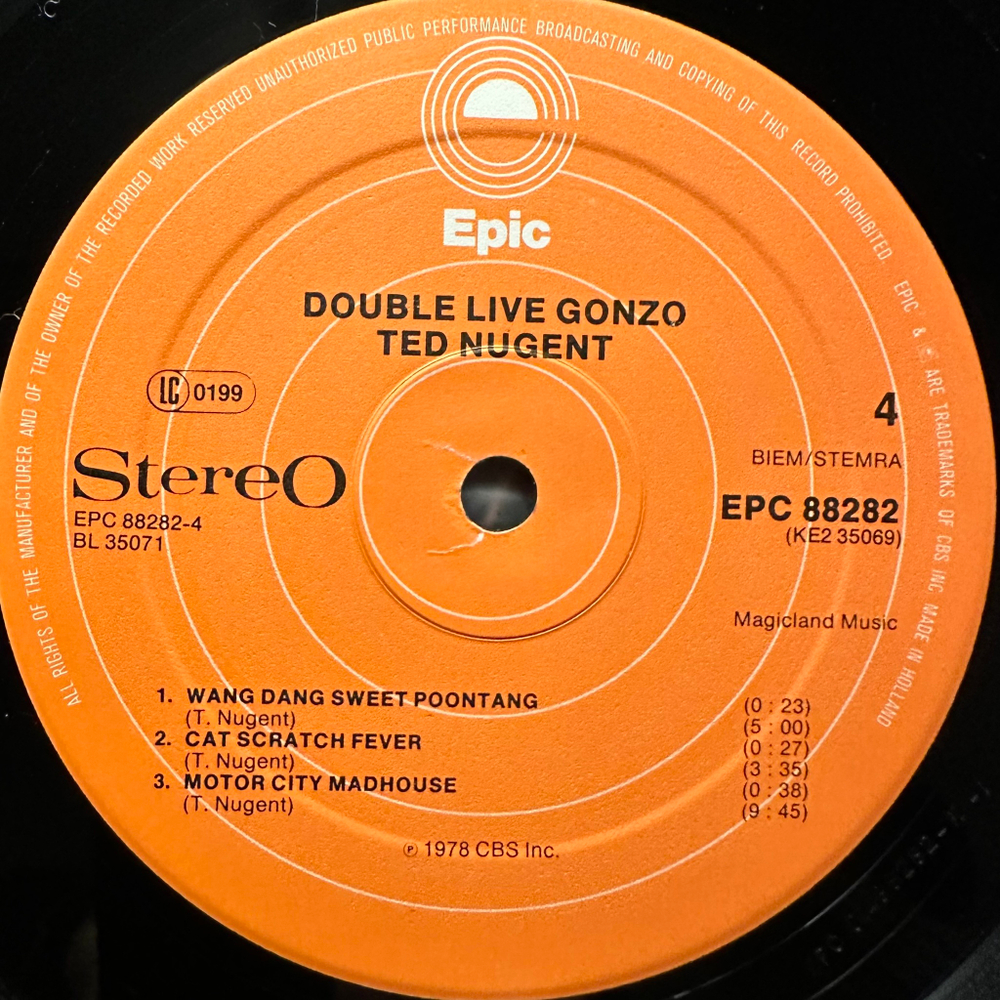 ALL RIGHTS OF THE MANUFACTURER AND OF THE OWNER OF THE RECORDED WORK RESERVED UNAUTHORIZED PUBLIC PERFORMANCE BROADCASTING AND COPYING OF THIS RECORD PROHIBITED EPIC & ARE TRADEMARKS OF CBS INC MADE IN HOLLAND
Epic
DOUBLE LIVE GONZO
TED NUGENT
LC 0199
4
BIEM/STEMRA
Stereo
EPC 88282
EPC 88282-4
(KE2 35069)
BL 35071
Magicland Music
1. WANG DANG SWEET POONTANG (0 : 23)
(T. Nugent) (5 : 00)
2. CAT SCRATCH FEVER (0 : 27)
(T. Nugent) (3 : 35)
3. MOTOR CITY MADHOUSE (0 : 38)
(T. Nugent) (9 : 45)
℗ 1978 CBS Inc.